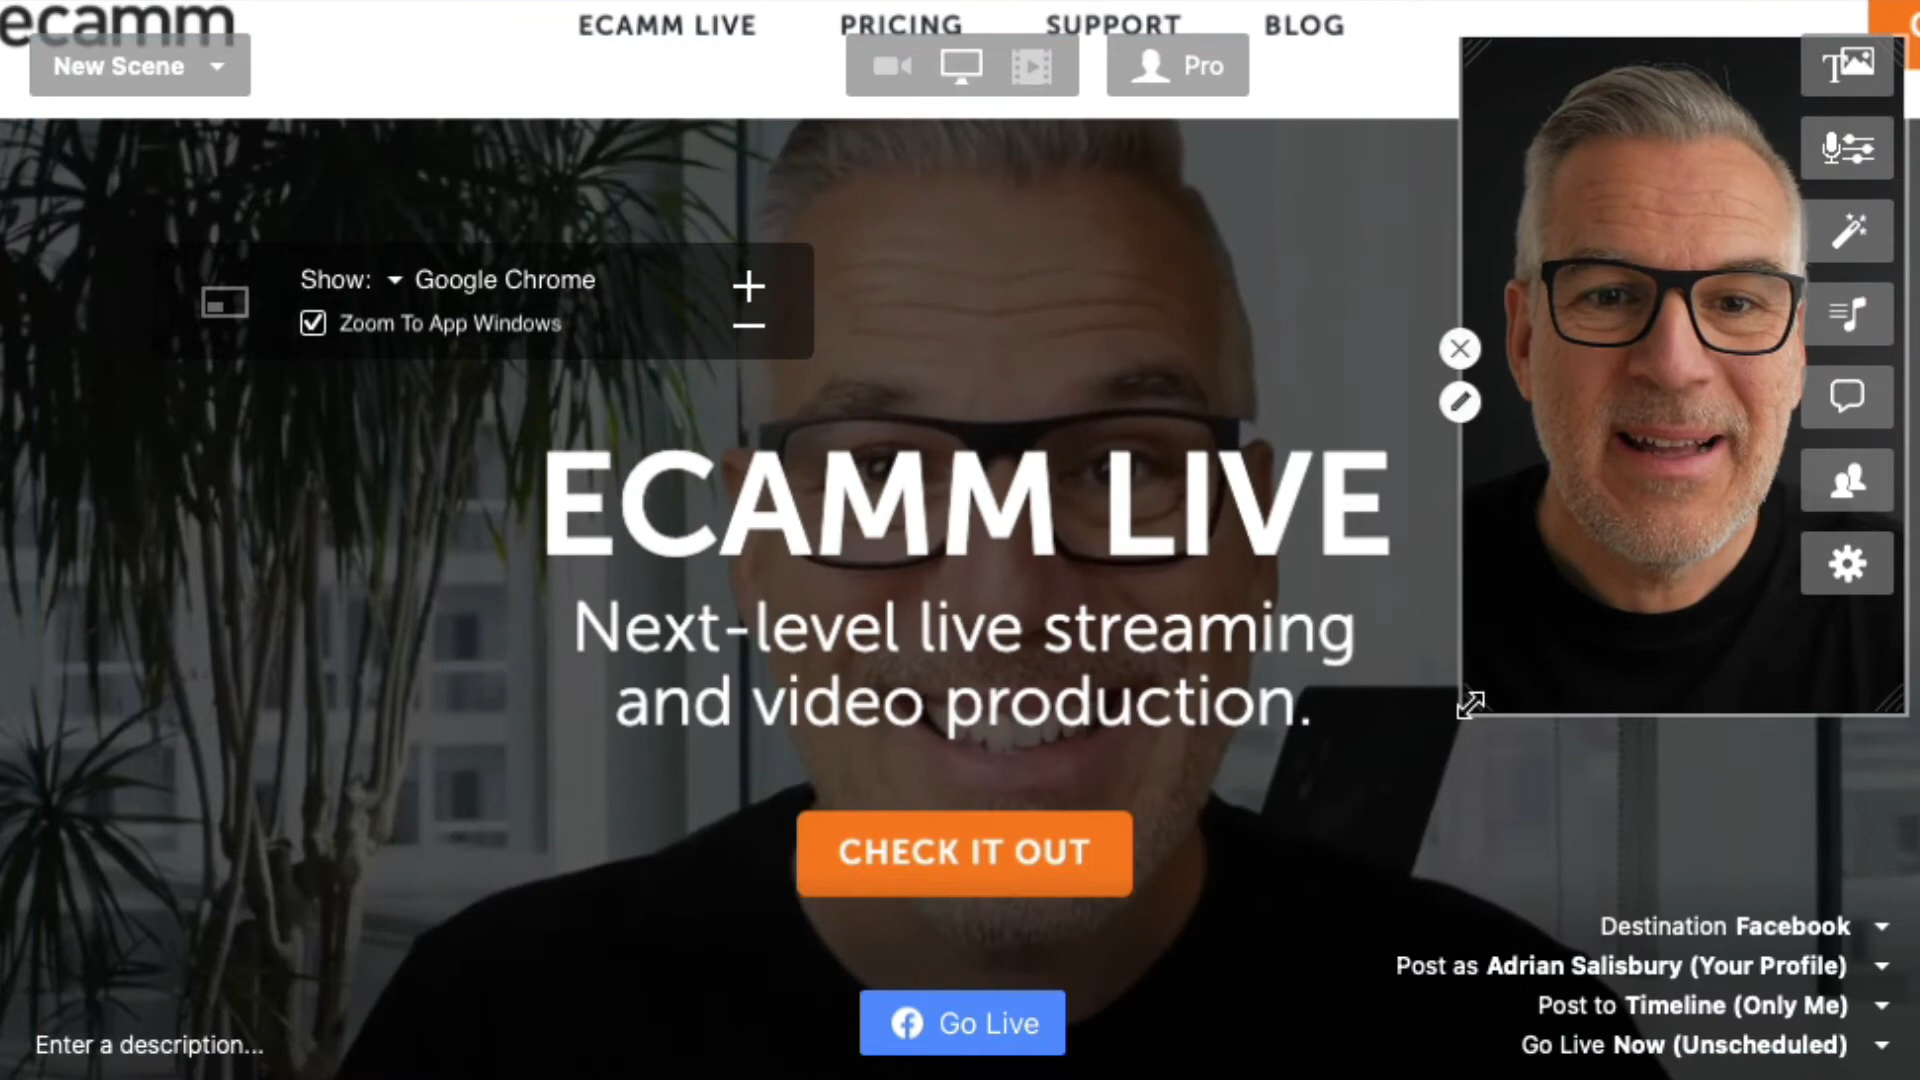 ecamm
ECAMM LIVE PRICING SUPPORT BLOG
New Scene
Pro
Show: Google Chrome
Zoom To App Windows
ECAMM LIVE
Next-level live streaming
and video production.
CHECK IT OUT
Destination Facebook
Post as Adrian Salisbury (Your Profile)
Post to Timeline (Only Me)
Go Live Now (Unscheduled)
Go Live
Enter a description...